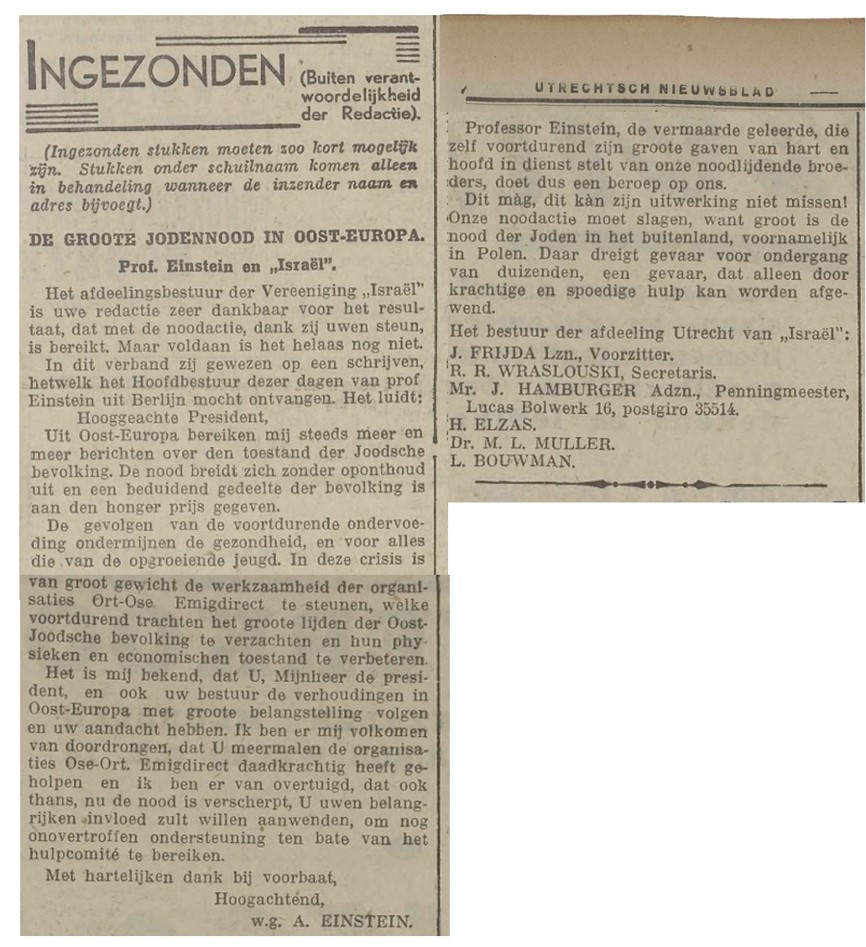 INGEZONDEN (Buiten verant-
woordelijkheid
der Redactie).
(Ingezonden stukken moeten zoo kort mogelijk
zijn. Stukken onder schuilnaam komen alleen
in behandeling wanneer de inzender naam en
adres bijvoegt.)
DE GROOTE JODENNOOD IN OOST-EUROPA.
Prof. Einstein en „Israël”.
Het afdeelingsbestuur der Vereeniging „Israël”
is uwe redactie zeer dankbaar voor het resul-
taat, dat met de noodactie, dank zij uwen steun,
is bereikt. Maar voldaan is het helaas nog niet.
In dit verband zij gewezen op een schrijven,
hetwelk het Hoofdbestuur dezer dagen van prof
Einstein uit Berlijn mocht ontvangen. Het luidt:
Hooggeachte President,
Uit Oost-Europa bereiken mij steeds meer en
meer berichten over den toestand der Joodsche
bevolking. De nood breidt zich zonder oponthoud
uit en een beduidend gedeelte der bevolking is
aan den honger prijs gegeven.
De gevolgen van de voortdurende ondervoe-
ding ondermijnen de gezondheid, en voor alles
die van de opgroeiende jeugd. In deze crisis is
van groot gewicht de werkzaamheid der organi-
saties Ort-Ose. Emigdirect te steunen, welke
voortdurend trachten het groote lijden der Oost-
Joodsche bevolking te verzachten en hun phy-
sieken en economischen toestand te verbeteren.
Het is mij bekend, dat U, Mijnheer de presi-
dent, en ook uw bestuur de verhoudingen in
Oost-Europa met groote belangstelling volgen
en uw aandacht hebben. Ik ben er mij volkomen
van doordrongen, dat U meermalen de organisa-
ties Ose-Ort. Emigdirect daadkrachtig heeft ge-
holpen en ik ben er van overtuigd, dat ook
thans, nu de nood is verscherpt, U uwen belang-
rijken invloed zult willen aanwenden, om nog
onovertroffen ondersteuning ten bate van het
hulpcomité te bereiken.
Met hartelijken dank bij voorbaat,
Hoogachtend,
w.g. A. EINSTEIN.
UTRECHTSCH NIEUWSBLAD
Professor Einstein, de vermaarde geleerde, die
zelf voortdurend zijn groote gaven van hart en
hoofd in dienst stelt van onze noodlijdende broe-
ders, doet dus een beroep op ons.
Dit màg, dit kàn zijn uitwerking niet missen!
Onze noodactie moet slagen, want groot is de
nood der Joden in het buitenland, voornamelijk
in Polen. Daar dreigt gevaar voor ondergang
van duizenden, een gevaar, dat alleen door
krachtige en spoedige hulp kan worden afge-
wend.
Het bestuur der afdeeling Utrecht van „Israël”:
J. FRIJDA Lzn., Voorzitter.
R. R. WRASLOUSKI, Secretaris.
Mr. J. HAMBURGER Adzn., Penningmeester,
Lucas Bolwerk 16, postgiro 35514.
H. ELZAS.
Dr. M. L. MULLER.
L. BOUWMAN.